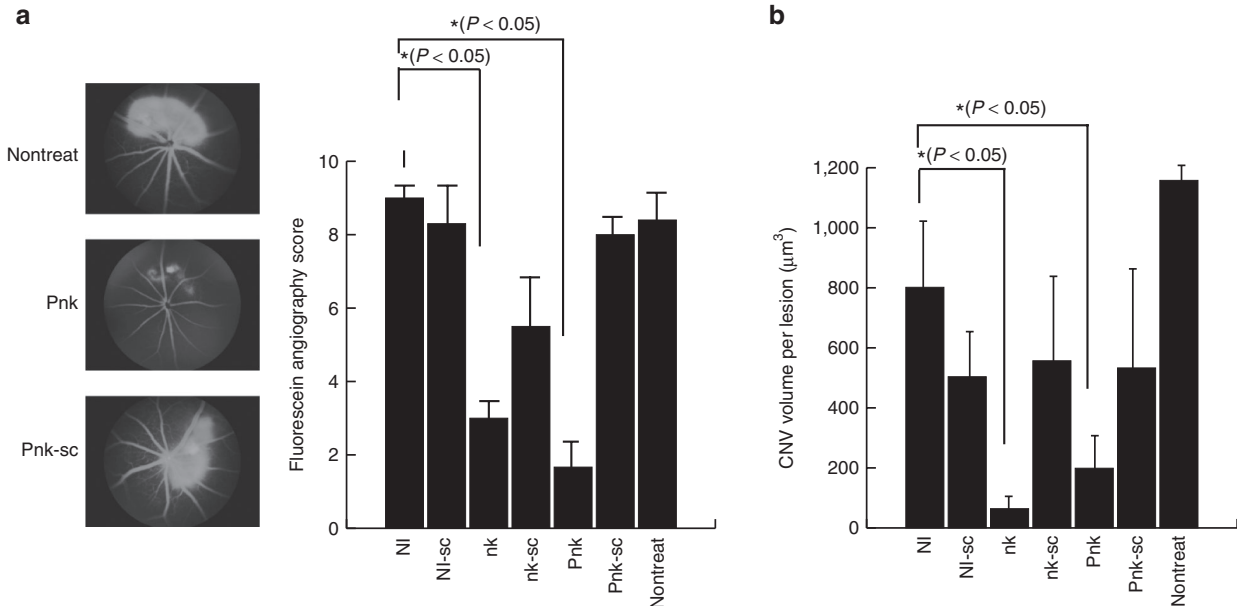 a
Nontreat
Pnk
Pnk-sc
*(P < 0.05)
*(P < 0.05)
Fluorescein angiography score
10
8
6
4
2
0
NI
NI-sc
nk
nk-sc
Pnk
Pnk-sc
Nontreat
b
*(P < 0.05)
*(P < 0.05)
CNV volume per lesion (μm³)
1,200
1,000
800
600
400
200
0
NI
NI-sc
nk
nk-sc
Pnk
Pnk-sc
Nontreat